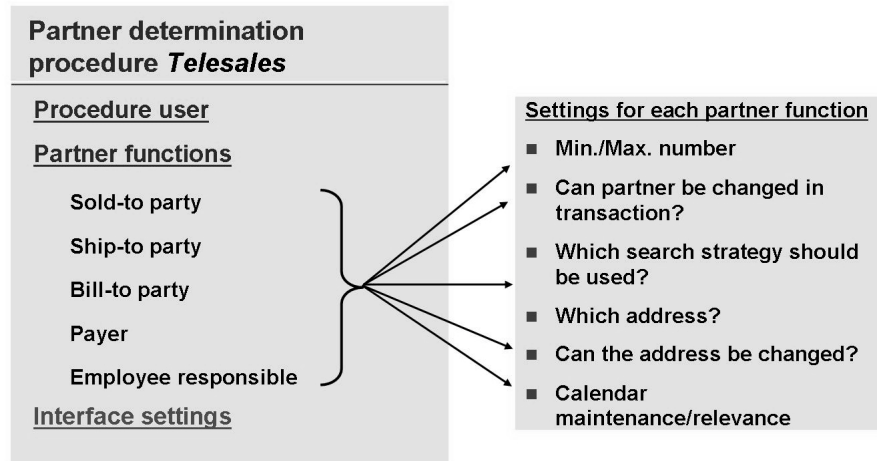 Partner determination
procedure Telesales
Procedure user
Partner functions
Sold-to party
Ship-to party
Bill-to party
Payer
Employee responsible
Interface settings
Settings for each partner function
■ Min./Max. number
■ Can partner be changed in
transaction?
■ Which search strategy should
be used?
■ Which address?
■ Can the address be changed?
■ Calendar
maintenance/relevance